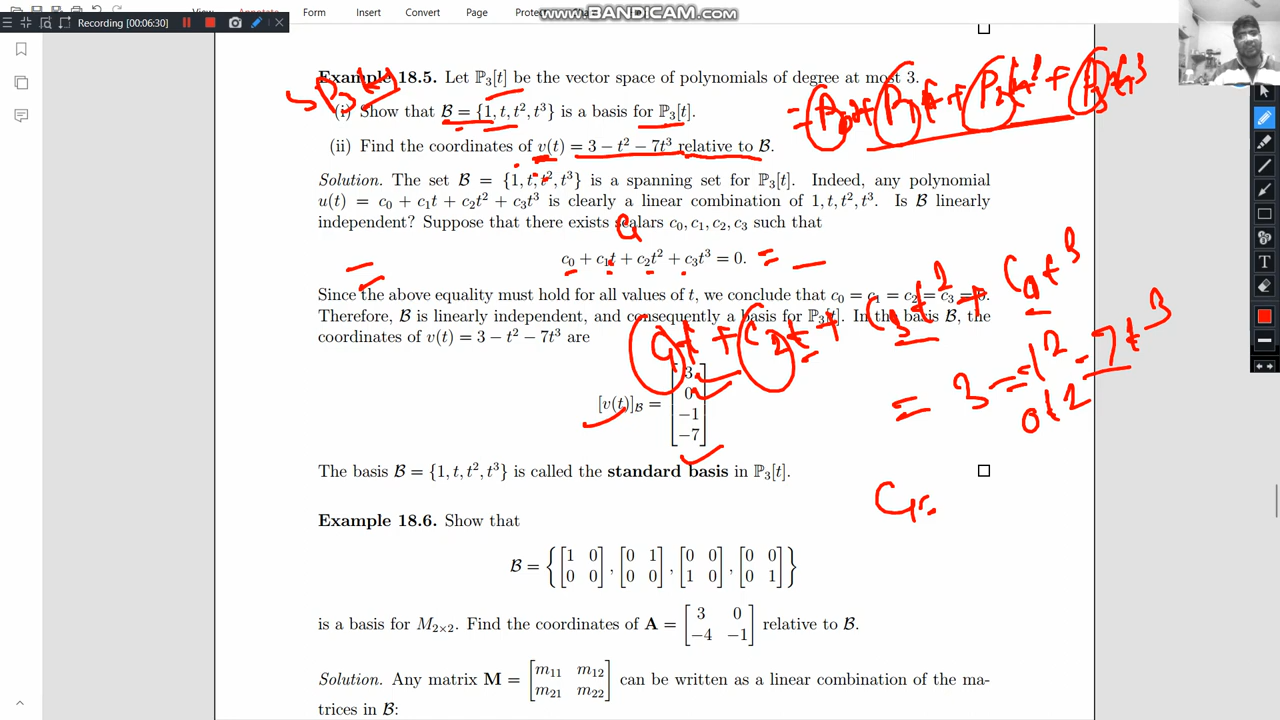 www.BANDICAM.com
Form Insert Convert Page
Recording [00:06:30]
Example 18.5. Let ℙ₃[t] be the vector space of polynomials of degree at most 3.
(i) Show that ℬ = {1, t, t², t³} is a basis for ℙ₃[t].
(ii) Find the coordinates of v(t) = 3 − t² − 7t³ relative to ℬ.
Solution. The set ℬ = {1, t, t², t³} is a spanning set for ℙ₃[t]. Indeed, any polynomial
u(t) = c₀ + c₁t + c₂t² + c₃t³ is clearly a linear combination of 1, t, t², t³. Is ℬ linearly
independent? Suppose that there exists scalars c₀, c₁, c₂, c₃ such that
c₀ + c₁t + c₂t² + c₃t³ = 0.
Since the above equality must hold for all values of t, we conclude that c₀ = c₁ = c₂ = c₃ = 0.
Therefore, ℬ is linearly independent, and consequently a basis for ℙ₃[t]. In the basis ℬ, the
coordinates of v(t) = 3 − t² − 7t³ are
[v(t)]ℬ =
3
0
−1
−7
= 3 - t² - 7t³
0t2
The basis ℬ = {1, t, t², t³} is called the standard basis in ℙ₃[t].
Example 18.6. Show that
ℬ = { [1 0 , [0 1 , [0 0 , [0 0 }
0 0] 0 0] 1 0] 0 1]
is a basis for M₂ₓ₂. Find the coordinates of A = [3 0 relative to ℬ.
−4 −1]
Solution. Any matrix M = [m₁₁ m₁₂ can be written as a linear combination of the ma-
m₂₁ m₂₂]
trices in ℬ: